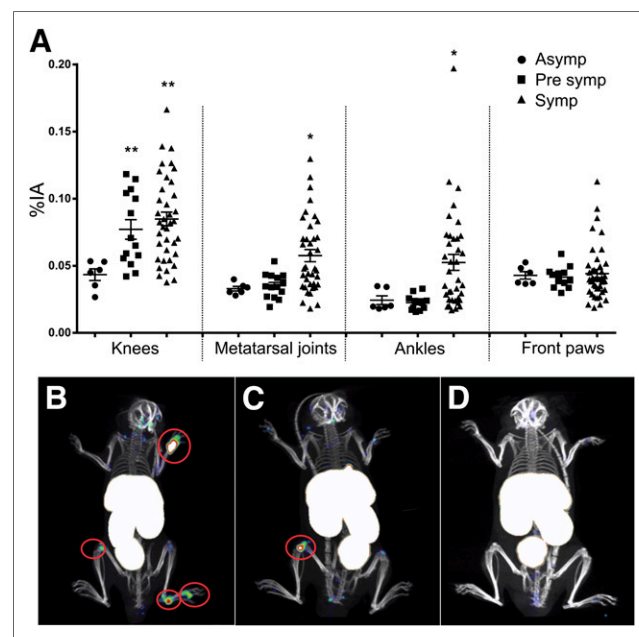 A
0.20
0.15
0.10
0.05
0.00
%IA
Asymp
Pre symp
Symp
**
**
*
*
Knees
Metatarsal joints
Ankles
Front paws
B
C
D